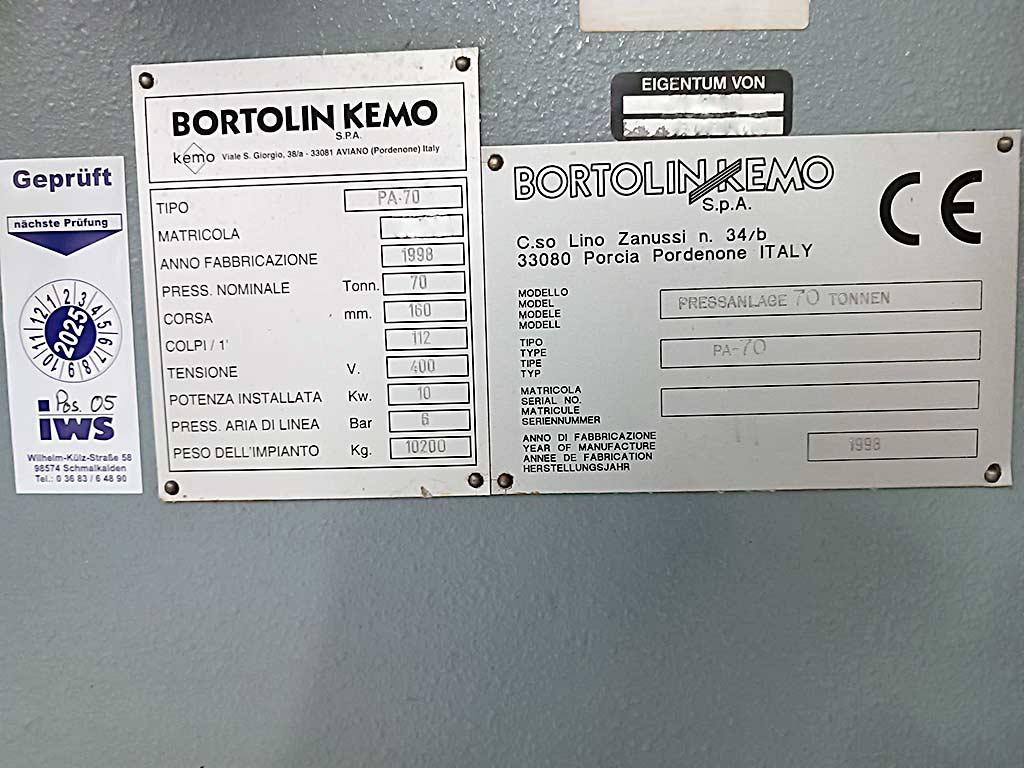 Geprüft
nächste Prüfung
1 2 3 4 5 6 7 8 9 10 11 12
2025
Pos. 05
iws
Wilhelm-Külz-Straße 58
98574 Schmalkalden
Tel.: 0 36 83 / 6 48 90
BORTOLIN KEMO
S.P.A.
kemo Viale S. Giorgio, 38/a - 33081 AVIANO (Pordenone) Italy
TIPO PA-70
MATRICOLA
ANNO FABBRICAZIONE 1998
PRESS. NOMINALE Tonn. 70
CORSA mm. 160
COLPI / 1' 112
TENSIONE V. 400
POTENZA INSTALLATA Kw. 10
PRESS. ARIA DI LINEA Bar 6
PESO DELL'IMPIANTO Kg. 10200
EIGENTUM VON
BORTOLIN KEMO
S.p.A.
CE
C.so Lino Zanussi n. 34/b
33080 Porcia Pordenone ITALY
MODELLO
MODEL
MODELE
MODELL
PRESSANLAGE 70 TONNEN
TIPO
TYPE
TIPE
TYP
PA-70
MATRICOLA
SERIAL NO.
MATRICULE
SERIENNUMMER
ANNO DI FABBRICAZIONE
YEAR OF MANUFACTURE
ANNEE DE FABRICATION
HERSTELLUNGSJAHR
1998